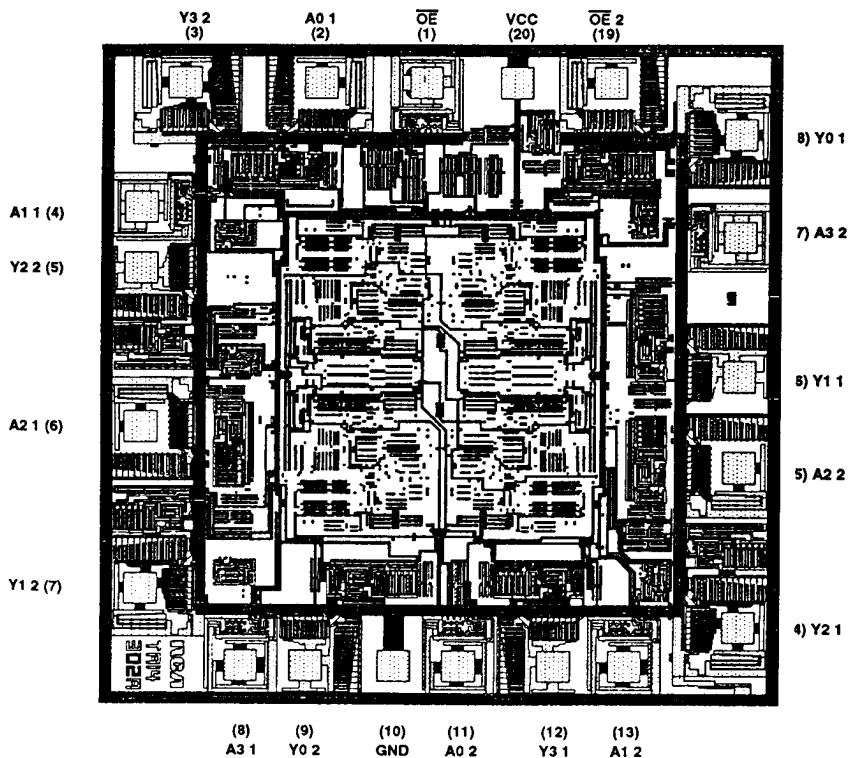 Y3 2 A0 1 OE VCC OE 2
(3) (2) (1) (20) (19)
8) Y0 1
A1 1 (4)
7) A3 2
Y2 2 (5)
6) Y1 1
A2 1 (6)
5) A2 2
Y1 2 (7)
4) Y2 1
(8) (9) (10) (11) (12) (13)
A3 1 Y0 2 GND A0 2 Y3 1 A1 2